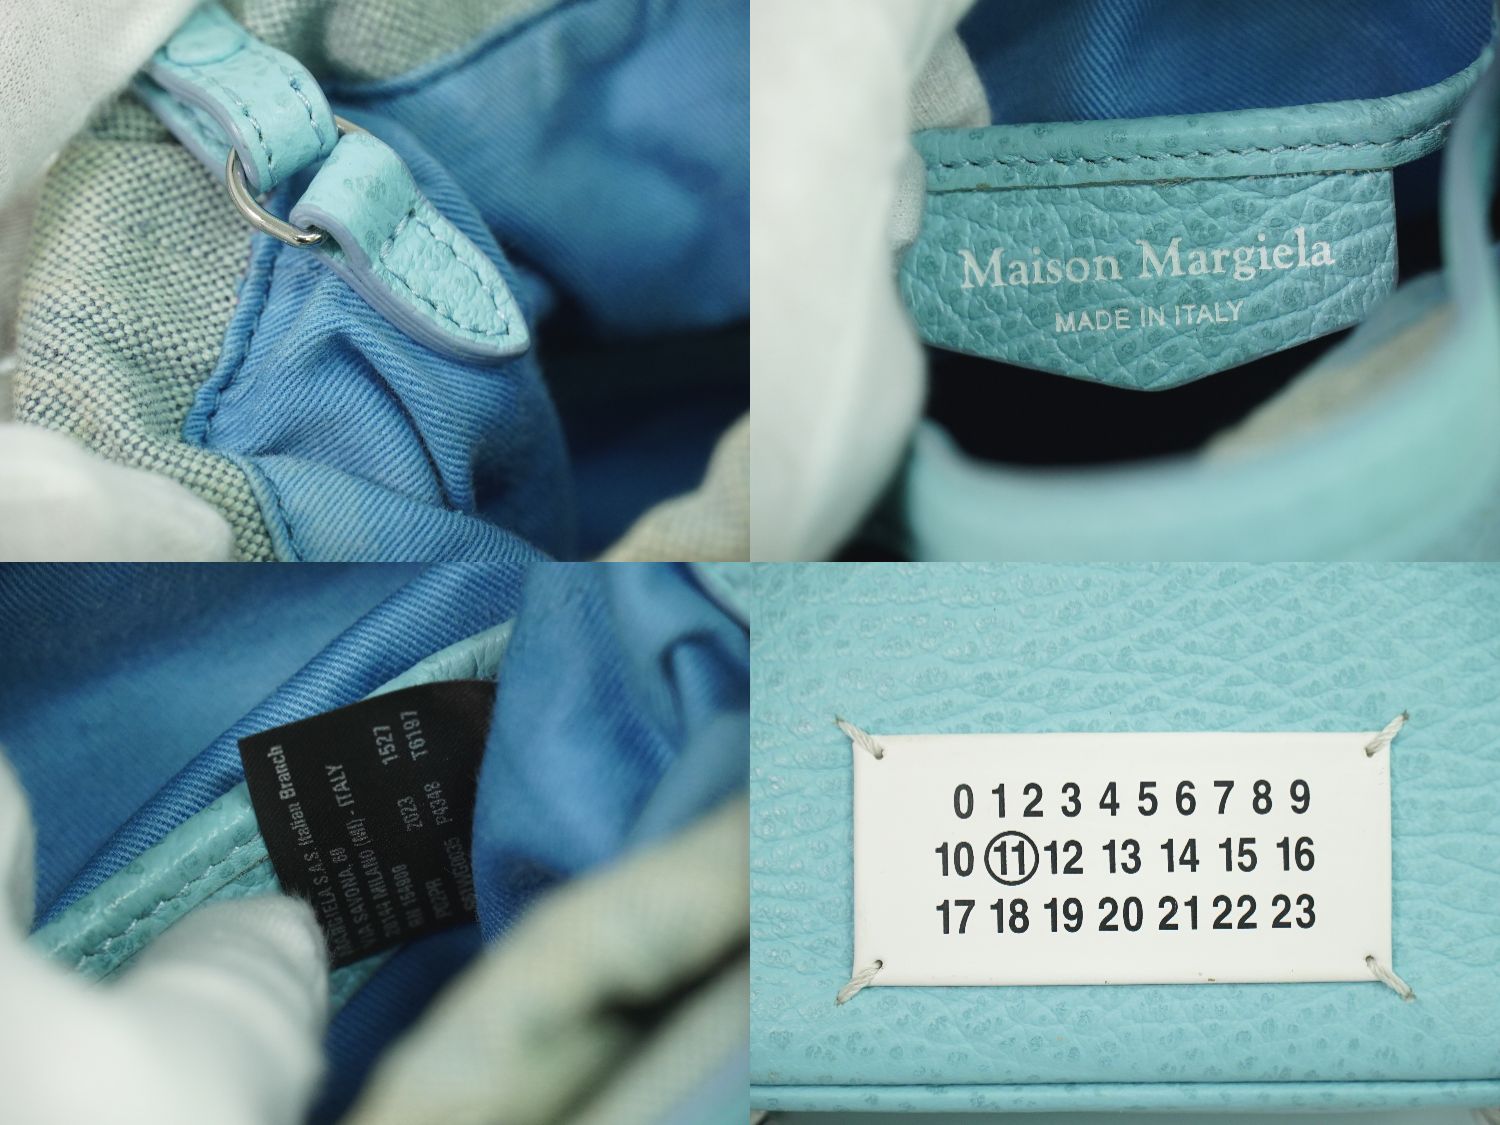 Maison Margiela
MADE IN ITALY
MARGIELA S.A.S. Italian Branch
VIA SAVONA
20144 MILANO (MI) - ITALY
RN 154900
2023 1527
P4348 T6197
0 1 2 3 4 5 6 7 8 9
10 11 12 13 14 15 16
17 18 19 20 21 22 23